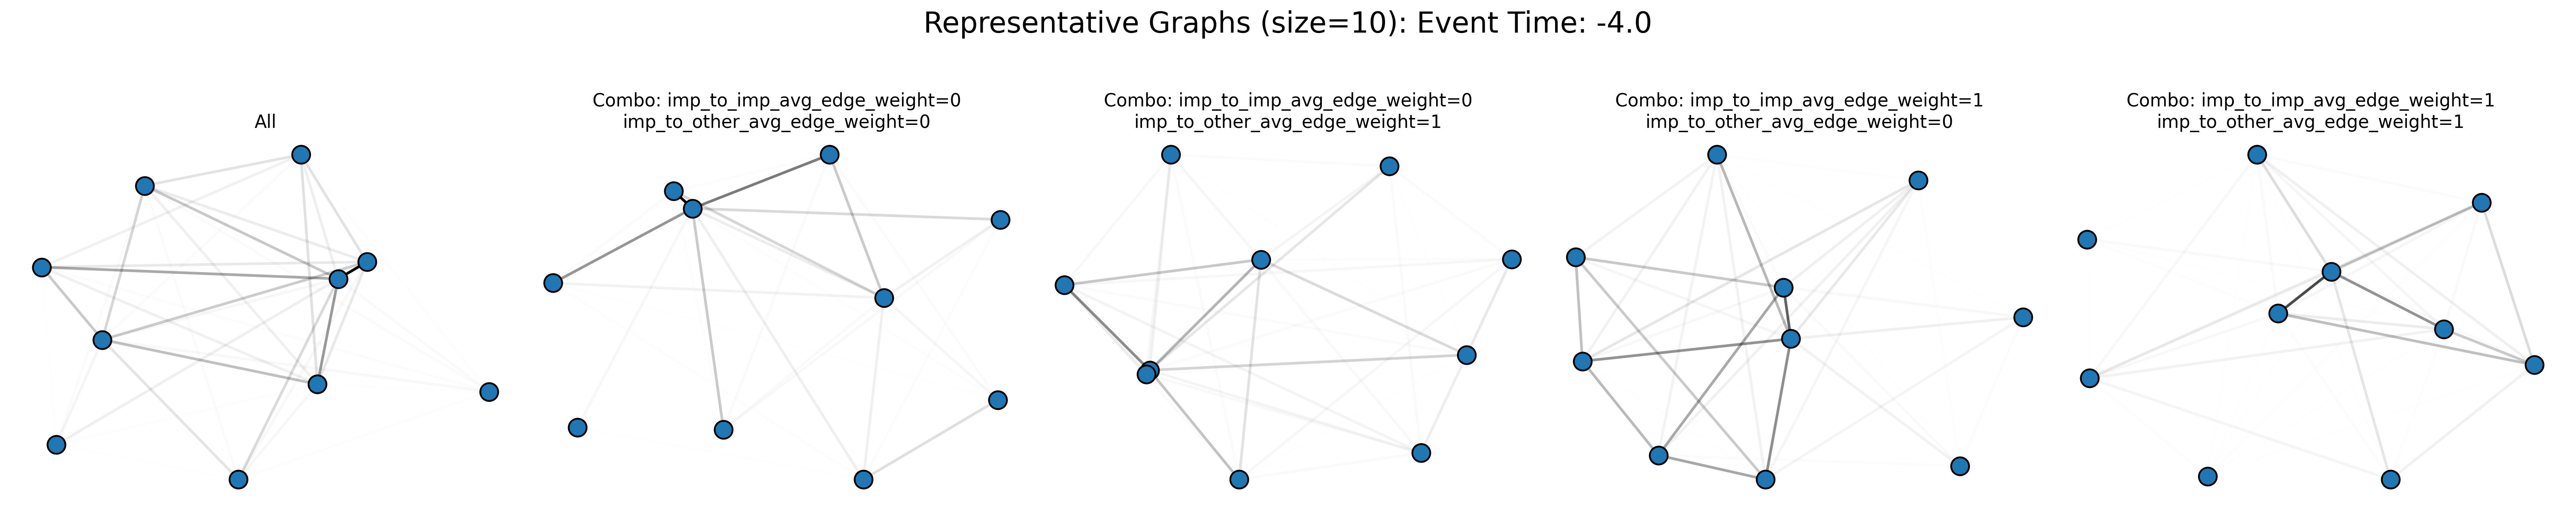 Representative Graphs (size=10): Event Time: -4.0
All
Combo: imp_to_imp_avg_edge_weight=0
imp_to_other_avg_edge_weight=0
Combo: imp_to_imp_avg_edge_weight=0
imp_to_other_avg_edge_weight=1
Combo: imp_to_imp_avg_edge_weight=1
imp_to_other_avg_edge_weight=0
Combo: imp_to_imp_avg_edge_weight=1
imp_to_other_avg_edge_weight=1